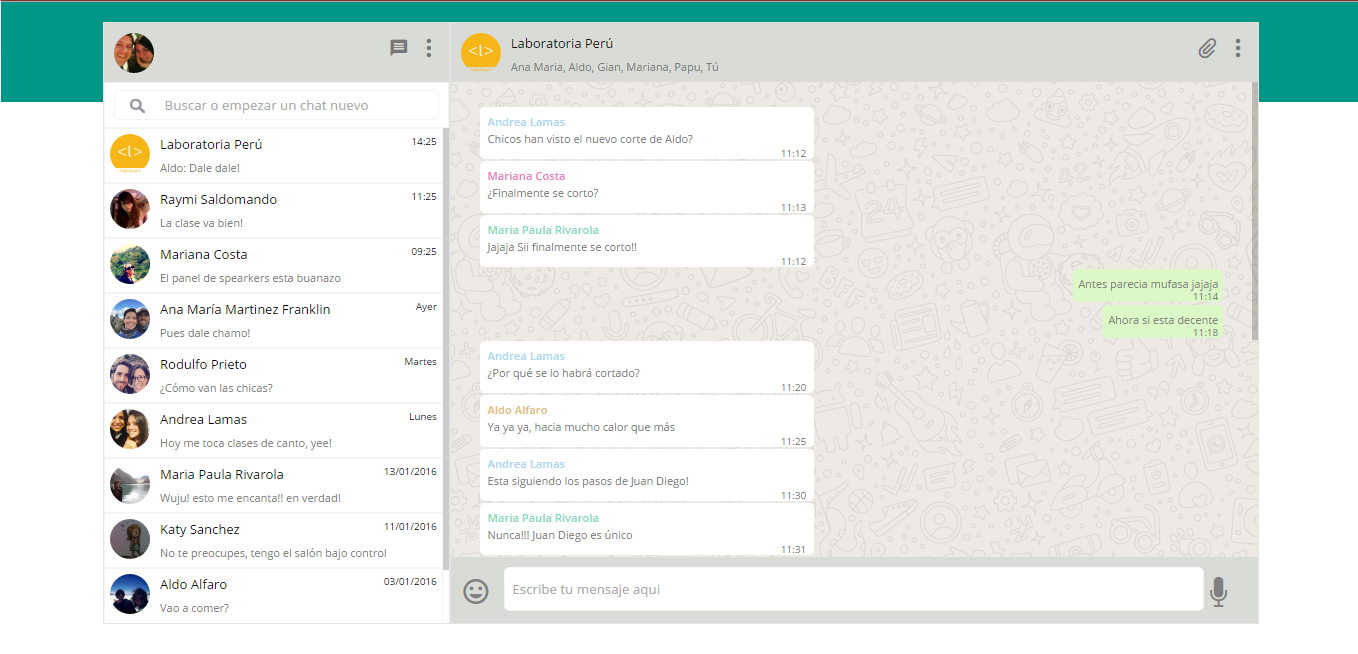 Laboratoria Perú
Ana Maria, Aldo, Gian, Mariana, Papu, Tú
Buscar o empezar un chat nuevo
<l>
Laboratoria Perú
14:25
Aldo: Dale dale!
Raymi Saldomando
11:25
La clase va bien!
Mariana Costa
09:25
El panel de spearkers esta buanazo
Ana María Martinez Franklin
Ayer
Pues dale chamo!
Rodulfo Prieto
Martes
¿Cómo van las chicas?
Andrea Lamas
Lunes
Hoy me toca clases de canto, yee!
Maria Paula Rivarola
13/01/2016
Wuju! esto me encanta!! en verdad!
Katy Sanchez
11/01/2016
No te preocupes, tengo el salón bajo control
Aldo Alfaro
03/01/2016
Vao a comer?
<l>
Andrea Lamas
Chicos han visto el nuevo corte de Aldo?
11:12
Mariana Costa
¿Finalmente se corto?
11:13
Maria Paula Rivarola
Jajaja Sii finalmente se corto!!
11:12
Antes parecia mufasa jajaja
11:14
Ahora si esta decente
11:18
Andrea Lamas
¿Por qué se lo habrá cortado?
11:20
Aldo Alfaro
Ya ya ya, hacia mucho calor que más
11:25
Andrea Lamas
Esta siguiendo los pasos de Juan Diego!
11:30
Maria Paula Rivarola
Nunca!!! Juan Diego es único
11:31
Escribe tu mensaje aqui